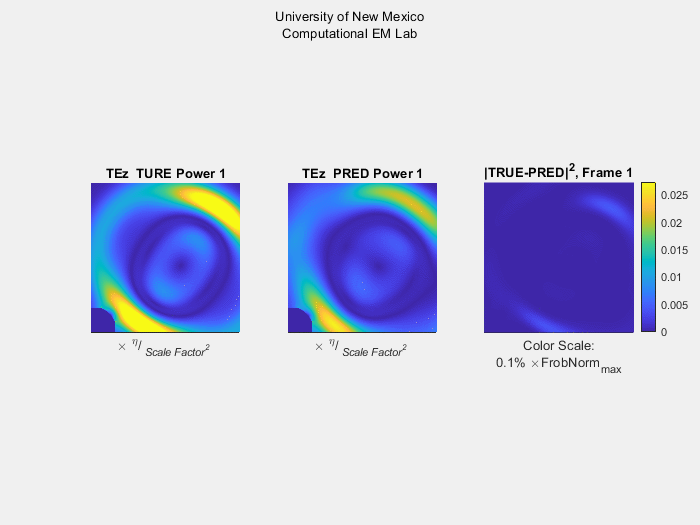 University of New Mexico
Computational EM Lab
TEz TURE Power 1
TEz PRED Power 1
|TRUE-PRED|², Frame 1
0.025
0.02
0.015
0.01
0.005
0
× η/ Scale Factor²
× η/ Scale Factor²
Color Scale:
0.1% ×FrobNorm_max